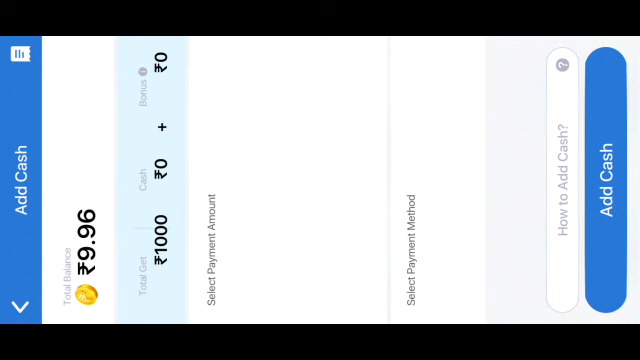 Add Cash
Total Balance
₹9.96
Total Get
₹1000
Cash
₹0
+
Bonus
₹0
Select Payment Amount
Select Payment Method
How to Add Cash?
Add Cash